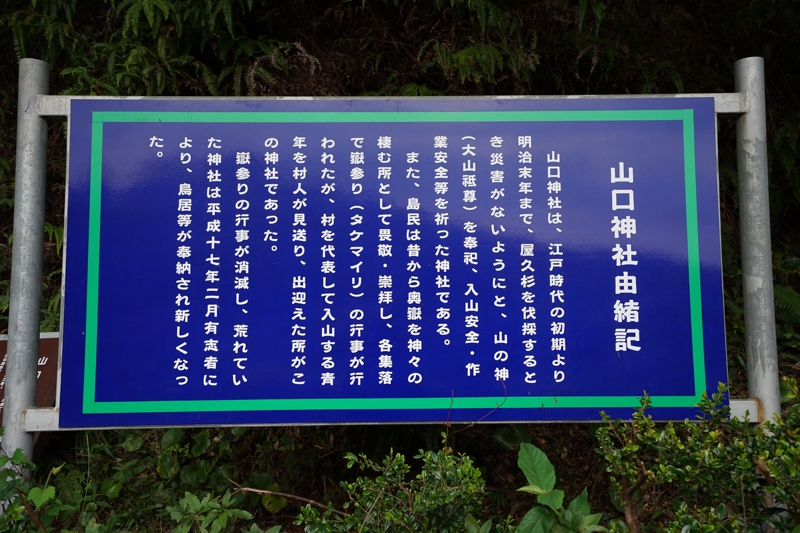 山口神社由緒記
山口神社は、江戸時代の初期より
明治末年まで、屋久杉を伐採すると
き災害がないようにと、山の神
（大山祗尊）を奉祀、入山安全・作
業安全等を祈った神社である。
また、島民は昔から奥嶽を神々の
棲む所として畏敬・崇拝し、各集落
で嶽参り（タケマイリ）の行事が行
われたが、村を代表して入山する青
年を村人が見送り、出迎えた所がこ
の神社であった。
嶽参りの行事が消滅し、荒れてい
た神社は平成十七年二月有志者に
より、鳥居等が奉納され新しくなっ
た。